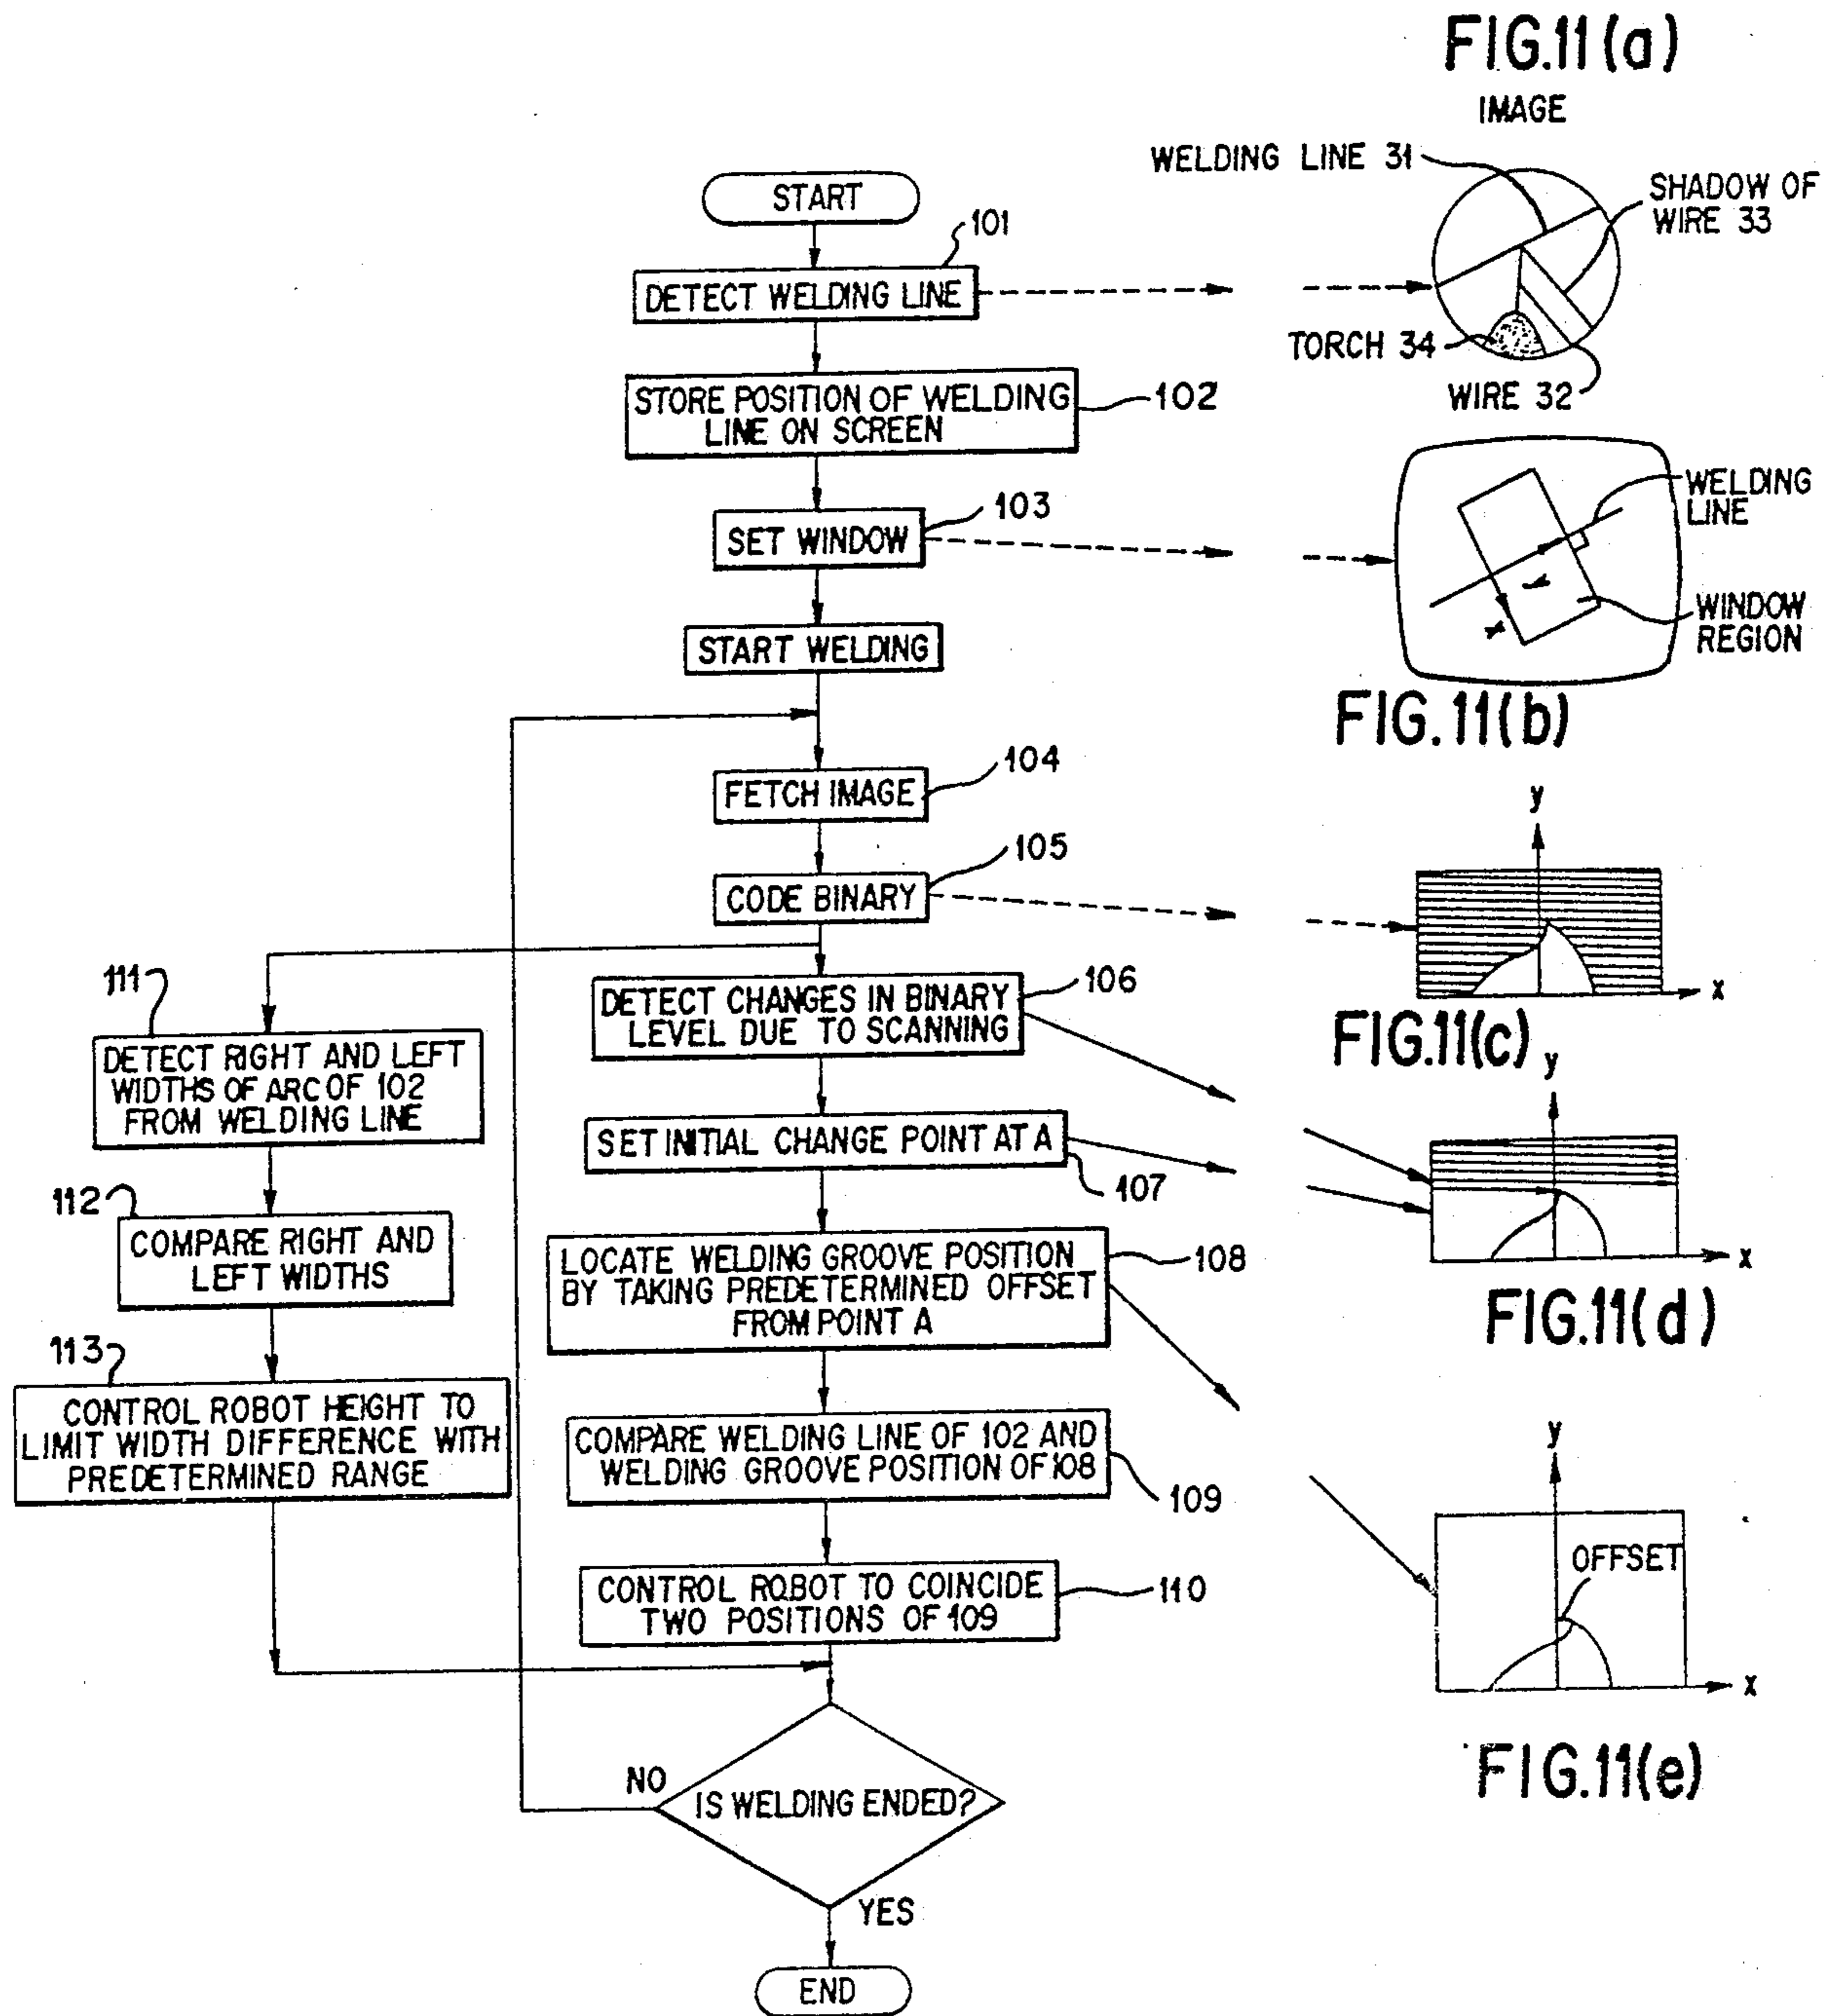 FIG.11(a)
IMAGE
WELDING LINE 31
SHADOW OF
WIRE 33
TORCH 34
WIRE 32
START
101
DETECT WELDING LINE
STORE POSITION OF WELDING
LINE ON SCREEN
102
103
SET WINDOW
WELDING
LINE
y
x
WINDOW
REGION
FIG.11(b)
START WELDING
104
FETCH IMAGE
105
CODE BINARY
y
x
FIG.11(c)
111
DETECT RIGHT AND LEFT
WIDTHS OF ARC OF 102
FROM WELDING LINE
106
DETECT CHANGES IN BINARY
LEVEL DUE TO SCANNING
SET INITIAL CHANGE POINT AT A
107
y
x
FIG.11(d)
112
COMPARE RIGHT AND
LEFT WIDTHS
LOCATE WELDING GROOVE POSITION
BY TAKING PREDETERMINED OFFSET
FROM POINT A
108
113
CONTROL ROBOT HEIGHT TO
LIMIT WIDTH DIFFERENCE WITH
PREDETERMINED RANGE
COMPARE WELDING LINE OF 102 AND
WELDING GROOVE POSITION OF 108
109
y
OFFSET
x
FIG.11(e)
CONTROL ROBOT TO COINCIDE
TWO POSITIONS OF 109
110
NO
IS WELDING ENDED?
YES
END